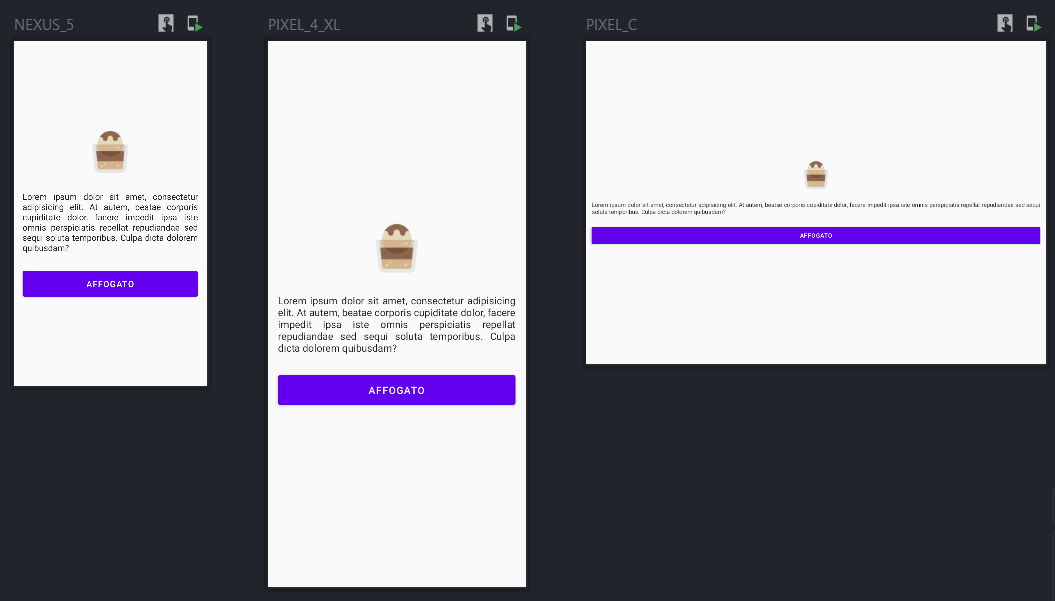 NEXUS_5
Lorem ipsum dolor sit amet, consectetur
adipisicing elit. At autem, beatae corporis
cupiditate dolor, facere impedit ipsa iste
omnis perspiciatis repellat repudiandae sed
sequi soluta temporibus. Culpa dicta dolorem
quibusdam?
AFFOGATO
PIXEL_4_XL
Lorem ipsum dolor sit amet, consectetur adipisicing
elit. At autem, beatae corporis cupiditate dolor, facere
impedit ipsa iste omnis perspiciatis repellat
repudiandae sed sequi soluta temporibus. Culpa
dicta dolorem quibusdam?
AFFOGATO
PIXEL_C
Lorem ipsum dolor sit amet, consectetur adipisicing elit. At autem, beatae corporis cupiditate dolor, facere impedit ipsa iste omnis perspiciatis repellat repudiandae sed sequi
soluta temporibus. Culpa dicta dolorem quibusdam?
AFFOGATO